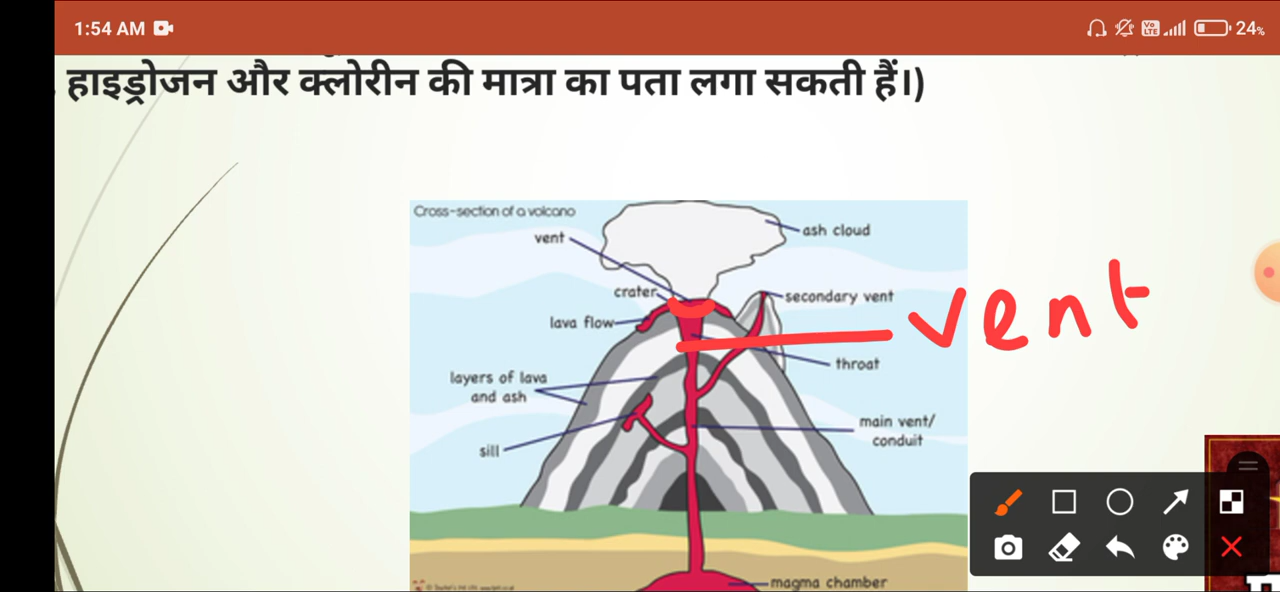 1:54 AM
24%
हाइड्रोजन और क्लोरीन की मात्रा का पता लगा सकती हैं।)
Cross-section of a volcano
vent
ash cloud
crater
secondary vent
lava flow
vent
throat
layers of lava
and ash
main vent/
conduit
sill
magma chamber